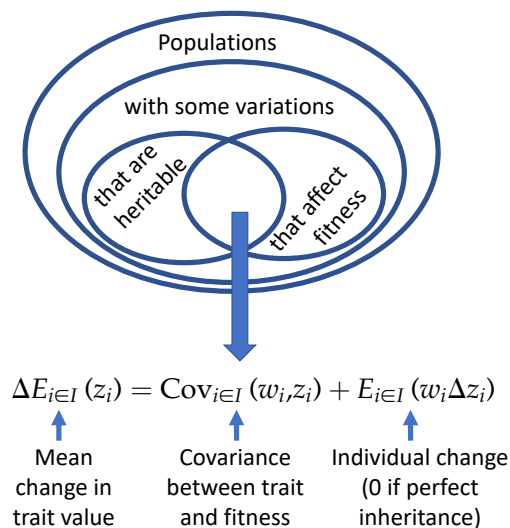 Populations
with some variations
that are
heritable
that affect
fitness
ΔE_{i∈I} (z_i) = Cov_{i∈I} (w_i,z_i) + E_{i∈I} (w_iΔz_i)
Mean
change in
trait value
Covariance
between trait
and fitness
Individual change
(0 if perfect
inheritance)